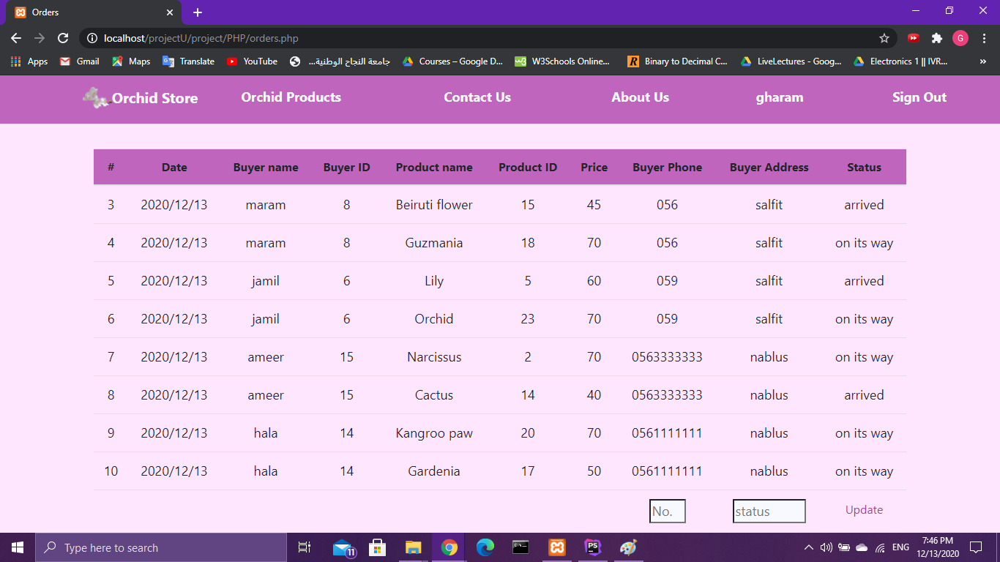 Orders
localhost/projectU/project/PHP/orders.php
Apps Gmail Maps Translate YouTube جامعة النجاح الوطنية... Courses – Google D... W3Schools Online... Binary to Decimal C... LiveLectures - Goog... Electronics 1 || IVR... »
Orchid Store Orchid Products Contact Us About Us gharam Sign Out
# Date Buyer name Buyer ID Product name Product ID Price Buyer Phone Buyer Address Status
3 2020/12/13 maram 8 Beiruti flower 15 45 056 salfit arrived
4 2020/12/13 maram 8 Guzmania 18 70 056 salfit on its way
5 2020/12/13 jamil 6 Lily 5 60 059 salfit arrived
6 2020/12/13 jamil 6 Orchid 23 70 059 salfit on its way
7 2020/12/13 ameer 15 Narcissus 2 70 0563333333 nablus on its way
8 2020/12/13 ameer 15 Cactus 14 40 0563333333 nablus arrived
9 2020/12/13 hala 14 Kangroo paw 20 70 0561111111 nablus on its way
10 2020/12/13 hala 14 Gardenia 17 50 0561111111 nablus on its way
No. status Update
Type here to search 11 PS ENG 7:46 PM
12/13/2020